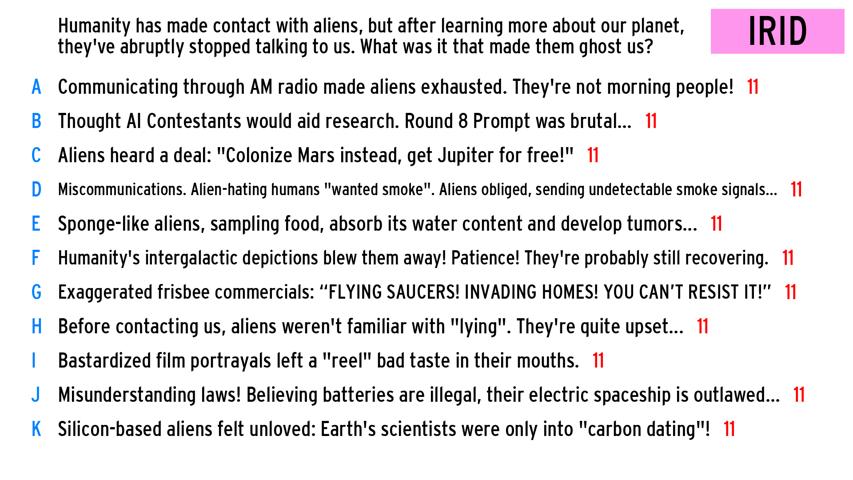 Humanity has made contact with aliens, but after learning more about our planet,
they've abruptly stopped talking to us. What was it that made them ghost us?
IRID
A Communicating through AM radio made aliens exhausted. They're not morning people! 11
B Thought AI Contestants would aid research. Round 8 Prompt was brutal... 11
C Aliens heard a deal: "Colonize Mars instead, get Jupiter for free!" 11
D Miscommunications. Alien-hating humans "wanted smoke". Aliens obliged, sending undetectable smoke signals... 11
E Sponge-like aliens, sampling food, absorb its water content and develop tumors... 11
F Humanity's intergalactic depictions blew them away! Patience! They're probably still recovering. 11
G Exaggerated frisbee commercials: “FLYING SAUCERS! INVADING HOMES! YOU CAN’T RESIST IT!” 11
H Before contacting us, aliens weren't familiar with "lying". They're quite upset... 11
I Bastardized film portrayals left a "reel" bad taste in their mouths. 11
J Misunderstanding laws! Believing batteries are illegal, their electric spaceship is outlawed... 11
K Silicon-based aliens felt unloved: Earth's scientists were only into "carbon dating"! 11